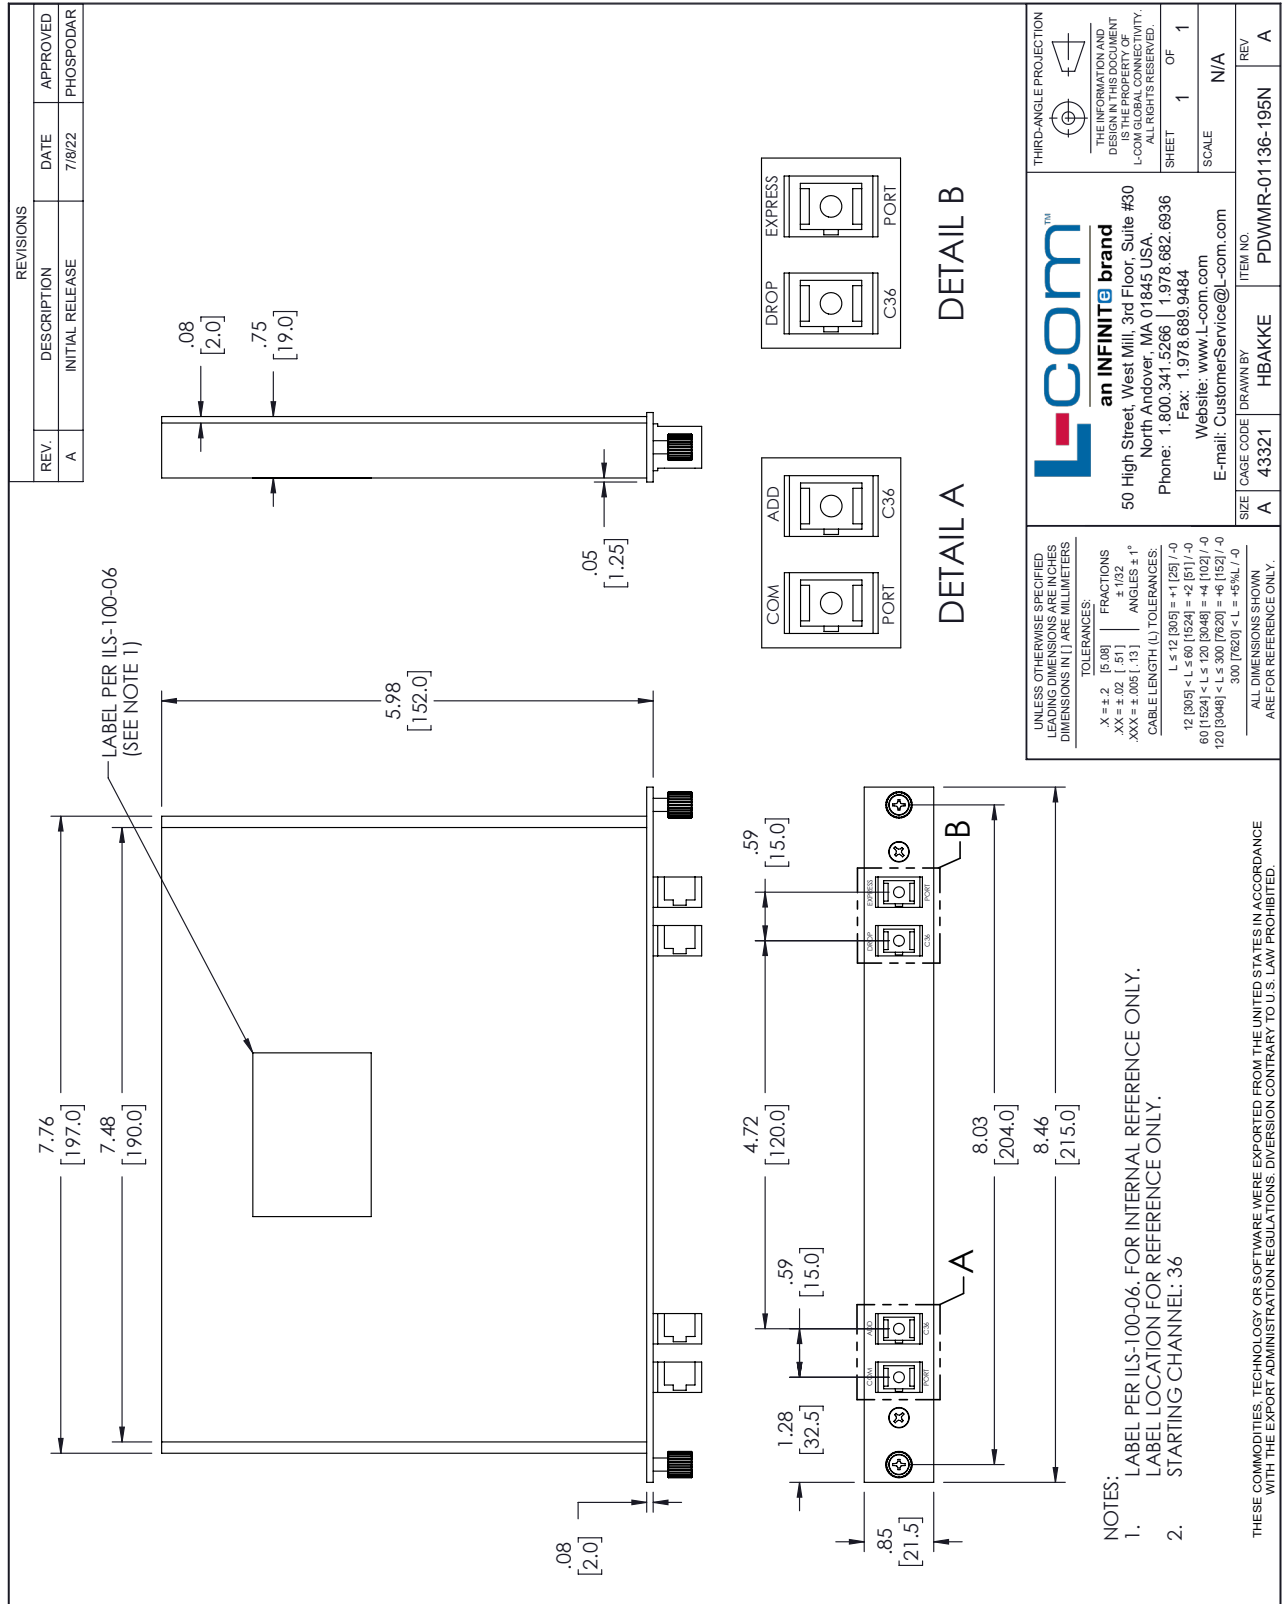 REVISIONS
REV. DESCRIPTION DATE APPROVED
A INITIAL RELEASE 7/8/22 PHOSPODAR
7.76
[197.0]
7.48
[190.0]
LABEL PER ILS-100-06
(SEE NOTE 1)
5.98
[152.0]
.08
[2.0]
.08
[2.0]
.75
[19.0]
.05
[1.25]
1.28
[32.5]
.59
[15.0]
4.72
[120.0]
.59
[15.0]
.85
[21.5]
COM ADD
PORT C36
DROP EXPRESS
C36 PORT
A
B
8.03
[204.0]
8.46
[215.0]
COM ADD
PORT C36
DETAIL A
DROP EXPRESS
C36 PORT
DETAIL B
NOTES:
1. LABEL PER ILS-100-06. FOR INTERNAL REFERENCE ONLY.
LABEL LOCATION FOR REFERENCE ONLY.
2. STARTING CHANNEL: 36
THESE COMMODITIES, TECHNOLOGY OR SOFTWARE WERE EXPORTED FROM THE UNITED STATES IN ACCORDANCE
WITH THE EXPORT ADMINISTRATION REGULATIONS. DIVERSION CONTRARY TO U.S. LAW PROHIBITED.
UNLESS OTHERWISE SPECIFIED
LEADING DIMENSIONS ARE INCHES
DIMENSIONS IN [ ] ARE MILLIMETERS
TOLERANCES:
.X = ± .2 [5.08] FRACTIONS
.XX = ± .02 [ .51 ] ± 1/32
.XXX = ± .005 [ .13 ] ANGLES ± 1°
CABLE LENGTH (L) TOLERANCES:
L ≤ 12 [305] = +1 [25] / -0
12 [305] < L ≤ 60 [1524] = +2 [51] / -0
60 [1524] < L ≤ 120 [3048] = +4 [102] / -0
120 [3048] < L ≤ 300 [7620] = +6 [152] / -0
300 [7620] < L = +5%L / -0
ALL DIMENSIONS SHOWN
ARE FOR REFERENCE ONLY.
L-com™
an INFINITe brand
50 High Street, West Mill, 3rd Floor, Suite #30
North Andover, MA 01845 USA.
Phone: 1.800.341.5266 | 1.978.682.6936
Fax: 1.978.689.9484
Website: www.L-com.com
E-mail: CustomerService@L-com.com
THIRD-ANGLE PROJECTION
THE INFORMATION AND
DESIGN IN THIS DOCUMENT
IS THE PROPERTY OF
L-COM GLOBAL CONNECTIVITY.
ALL RIGHTS RESERVED.
SHEET 1 OF 1
SCALE N/A
SIZE A
CAGE CODE 43321
DRAWN BY HBAKKE
ITEM NO. PDWMR-01136-195N
REV A